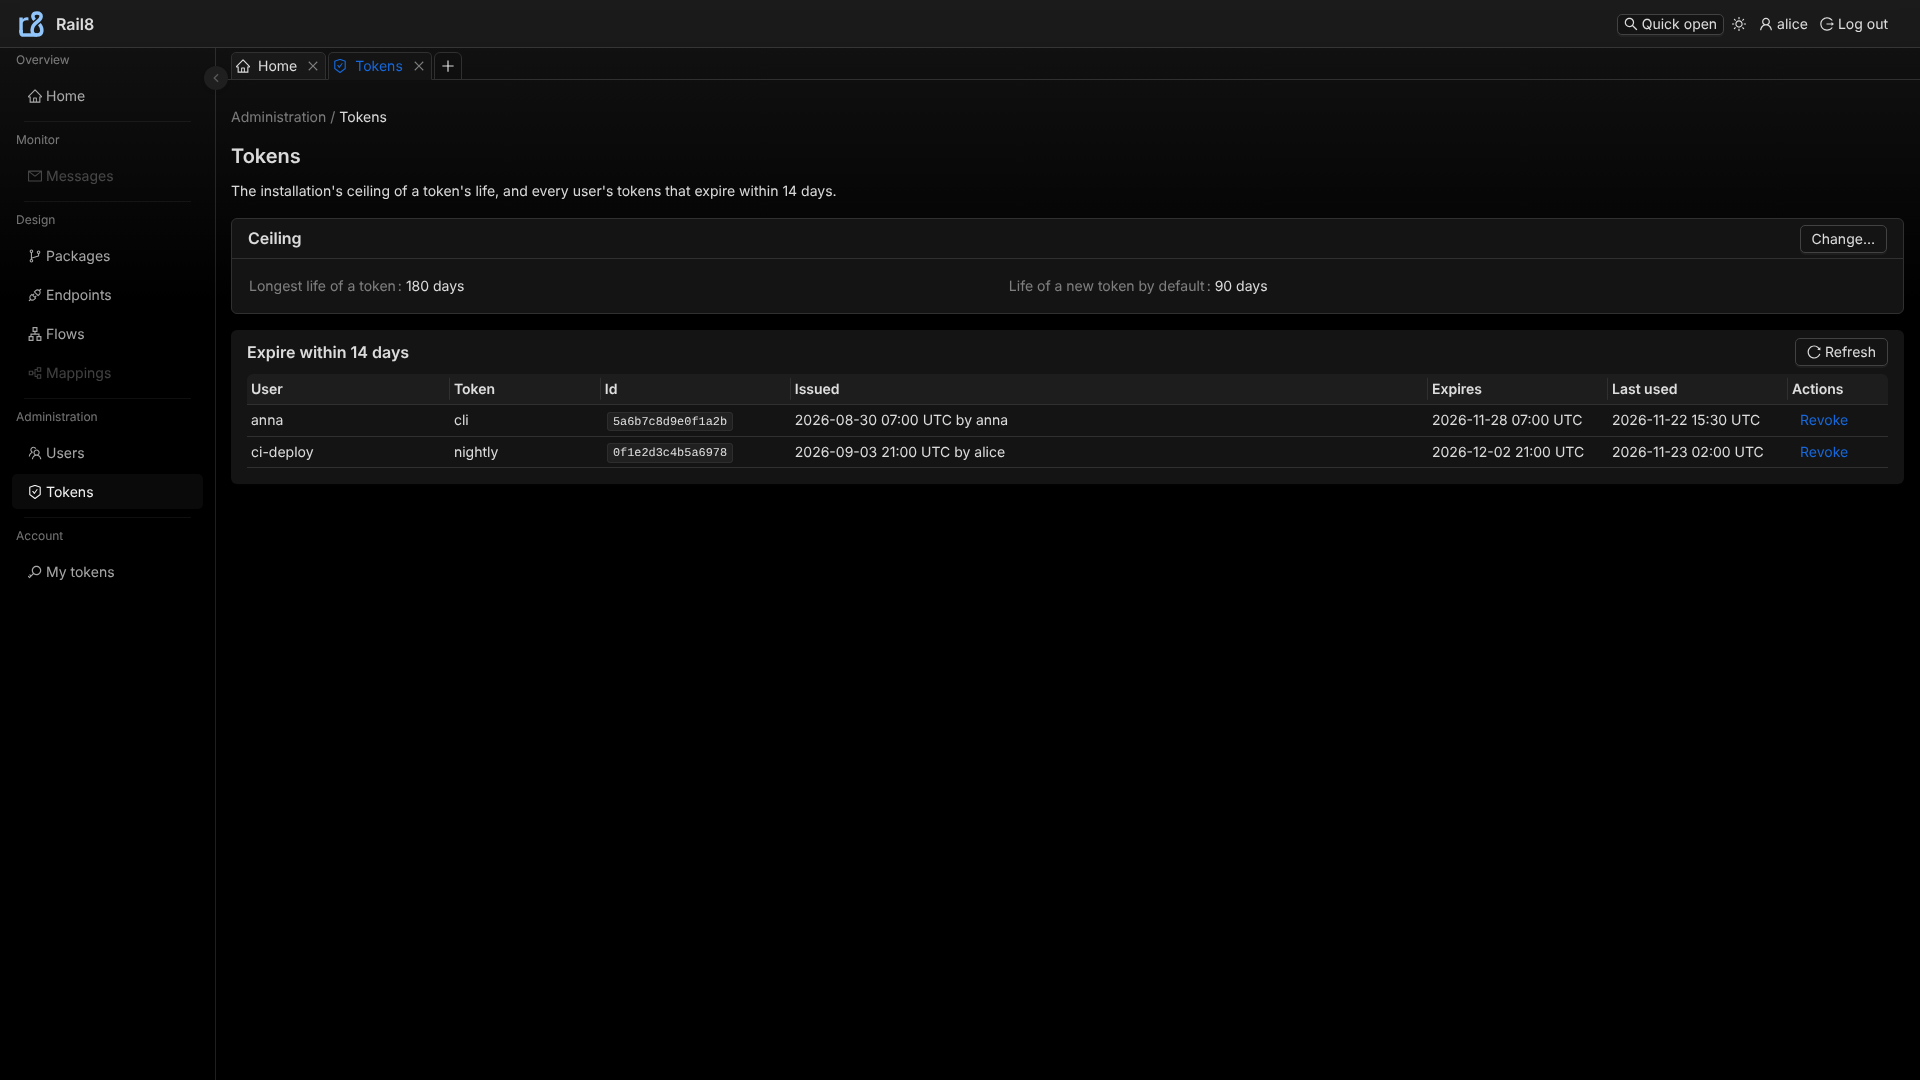 Rail8
Quick open
alice
Log out
Overview
Home
Monitor
Messages
Design
Packages
Endpoints
Flows
Mappings
Administration
Users
Tokens
Account
My tokens
Home
Tokens
Administration / Tokens
Tokens
The installation's ceiling of a token's life, and every user's tokens that expire within 14 days.
Ceiling
Change...
Longest life of a token: 180 days
Life of a new token by default: 90 days
Expire within 14 days
Refresh
User Token Id Issued Expires Last used Actions
anna cli 5a6b7c8d9e0f1a2b 2026-08-30 07:00 UTC by anna 2026-11-28 07:00 UTC 2026-11-22 15:30 UTC Revoke
ci-deploy nightly 0f1e2d3c4b5a6978 2026-09-03 21:00 UTC by alice 2026-12-02 21:00 UTC 2026-11-23 02:00 UTC Revoke